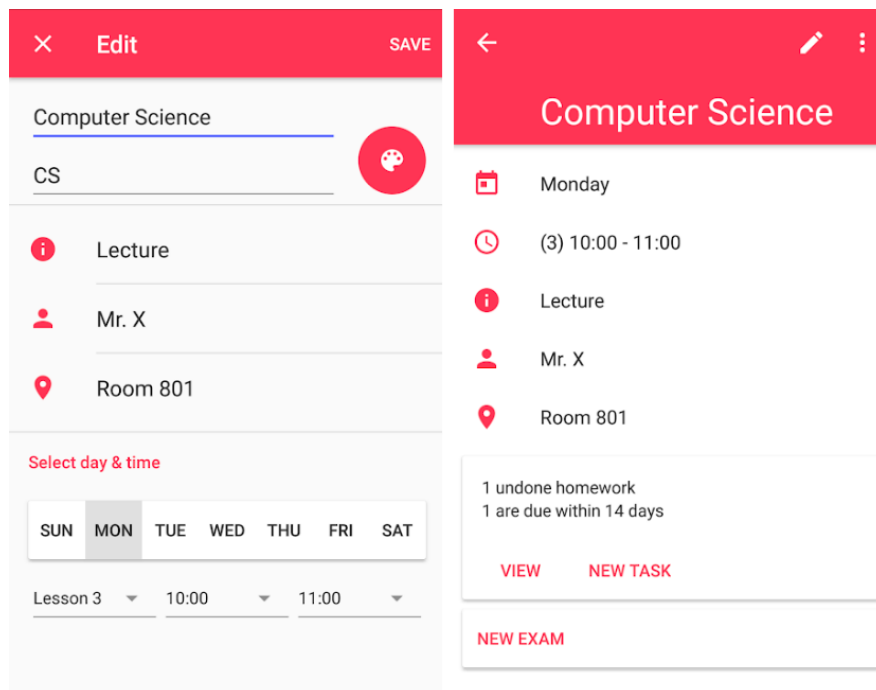 Edit
SAVE
Computer Science
CS
Lecture
Mr. X
Room 801
Select day & time
SUN MON TUE WED THU FRI SAT
Lesson 3 10:00 11:00
Computer Science
Monday
(3) 10:00 - 11:00
Lecture
Mr. X
Room 801
1 undone homework
1 are due within 14 days
VIEW NEW TASK
NEW EXAM